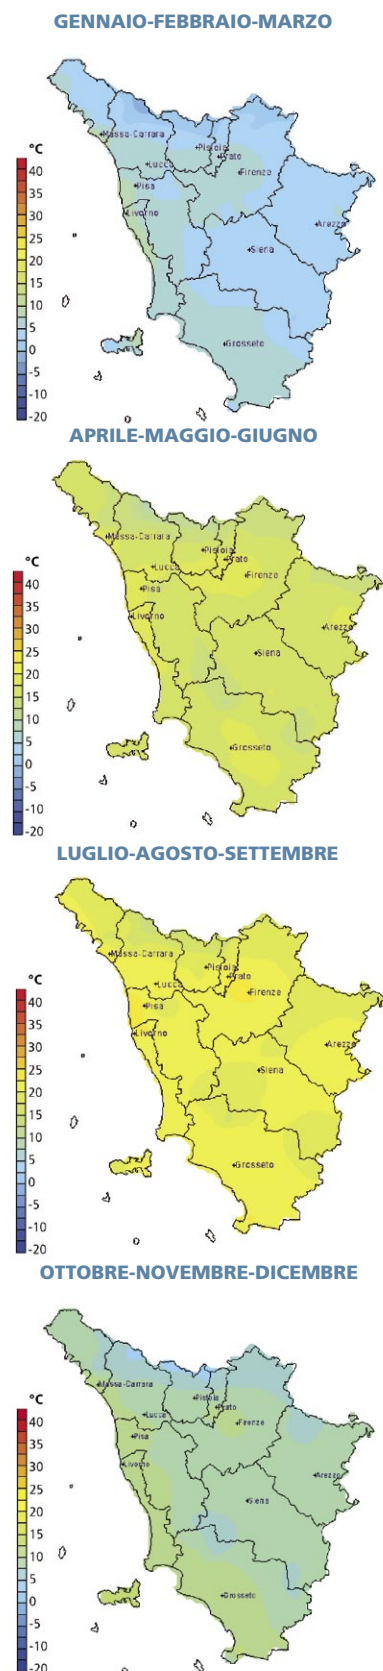 GENNAIO-FEBBRAIO-MARZO
Massa-Carrara
Pistoia
Prato
Lucca
Firenze
Pisa
Livorno
Arezzo
Siena
Grosseto
°C
40
35
30
25
20
15
10
5
0
-5
-10
-20
APRILE-MAGGIO-GIUGNO
Massa-Carrara
Pistoia
Prato
Lucca
Firenze
Pisa
Livorno
Arezzo
Siena
Grosseto
°C
40
35
30
25
20
15
10
5
0
-5
-10
-20
LUGLIO-AGOSTO-SETTEMBRE
Massa-Carrara
Pistoia
Prato
Lucca
Firenze
Pisa
Livorno
Arezzo
Siena
Grosseto
°C
40
35
30
25
20
15
10
5
0
-5
-10
-20
OTTOBRE-NOVEMBRE-DICEMBRE
Massa-Carrara
Pistoia
Prato
Lucca
Firenze
Pisa
Livorno
Arezzo
Siena
Grosseto
°C
40
35
30
25
20
15
10
5
0
-5
-10
-20